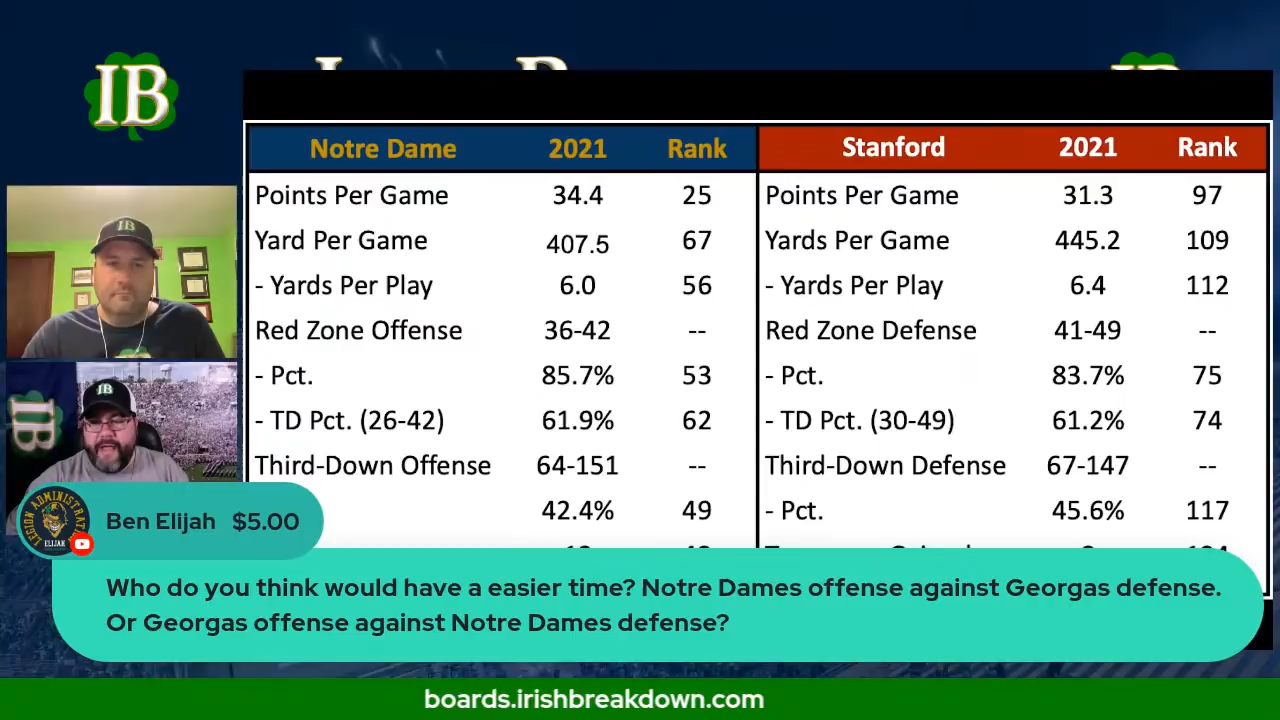 IB
Notre Dame 2021 Rank Stanford 2021 Rank
Points Per Game 34.4 25 Points Per Game 31.3 97
Yard Per Game 407.5 67 Yards Per Game 445.2 109
- Yards Per Play 6.0 56 - Yards Per Play 6.4 112
Red Zone Offense 36-42 -- Red Zone Defense 41-49 --
- Pct. 85.7% 53 - Pct. 83.7% 75
- TD Pct. (26-42) 61.9% 62 - TD Pct. (30-49) 61.2% 74
Third-Down Offense 64-151 -- Third-Down Defense 67-147 --
42.4% 49 - Pct. 45.6% 117
IB
IB
IB
LEGION ADMINISTRAT
ELIJAH
Ben Elijah $5.00
Who do you think would have a easier time? Notre Dames offense against Georgas defense.
Or Georgas offense against Notre Dames defense?
boards.irishbreakdown.com